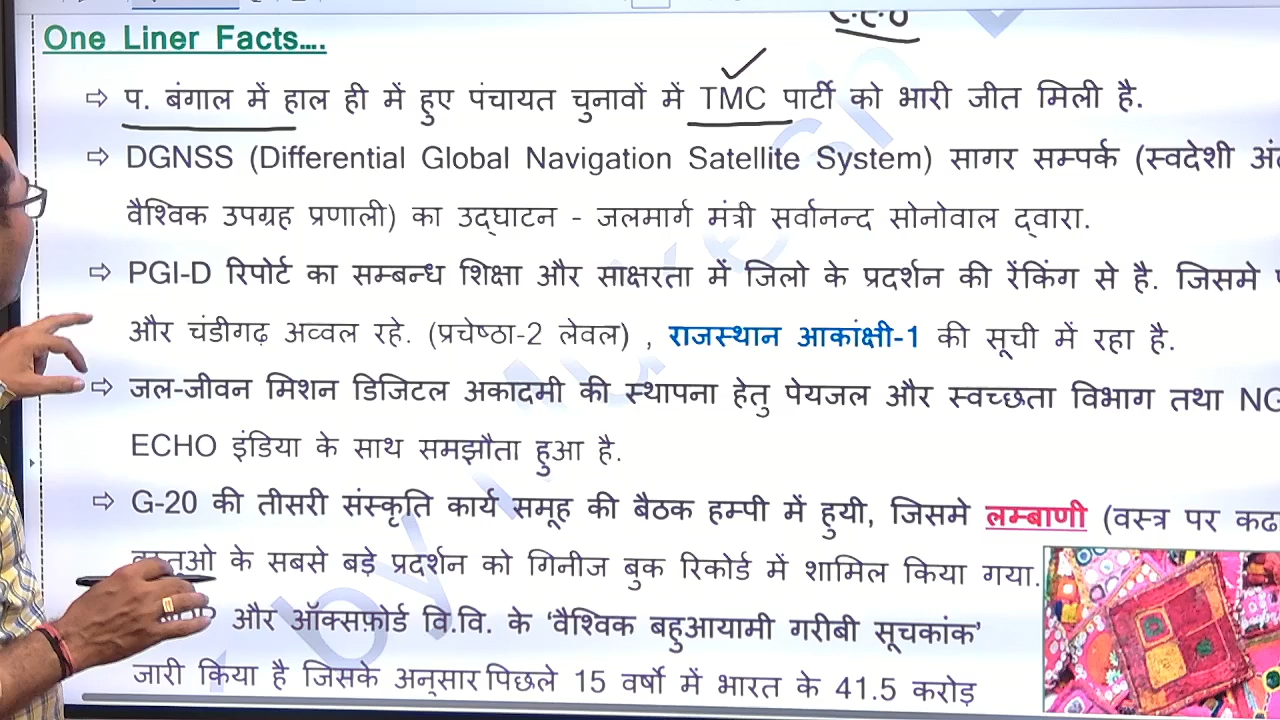 One Liner Facts....
⇨ प. बंगाल में हाल ही में हुए पंचायत चुनावों में TMC पार्टी को भारी जीत मिली है.
⇨ DGNSS (Differential Global Navigation Satellite System) सागर सम्पर्क (स्वदेशी
वैश्विक उपग्रह प्रणाली) का उद्घाटन - जलमार्ग मंत्री सर्वानन्द सोनोवाल द्वारा.
⇨ PGI-D रिपोर्ट का सम्बन्ध शिक्षा और साक्षरता में जिलो के प्रदर्शन की रेंकिंग से है. जिसमे
और चंडीगढ़ अव्वल रहे. (प्रचेष्ठा-2 लेवल) , राजस्थान आकांक्षी-1 की सूची में रहा है.
⇨ जल-जीवन मिशन डिजिटल अकादमी की स्थापना हेतु पेयजल और स्वच्छता विभाग तथा
ECHO इंडिया के साथ समझौता हुआ है.
⇨ G-20 की तीसरी संस्कृति कार्य समूह की बैठक हम्पी में हुयी, जिसमे लम्बाणी (वस्त्र पर
के सबसे बड़े प्रदर्शन को गिनीज बुक रिकोर्ड में शामिल किया गया.
और ऑक्सफ़ोर्ड वि.वि. के ‘वैश्विक बहुआयामी गरीबी सूचकांक’
जारी किया है जिसके अनुसार पिछले 15 वर्षो में भारत के 41.5 करोड़